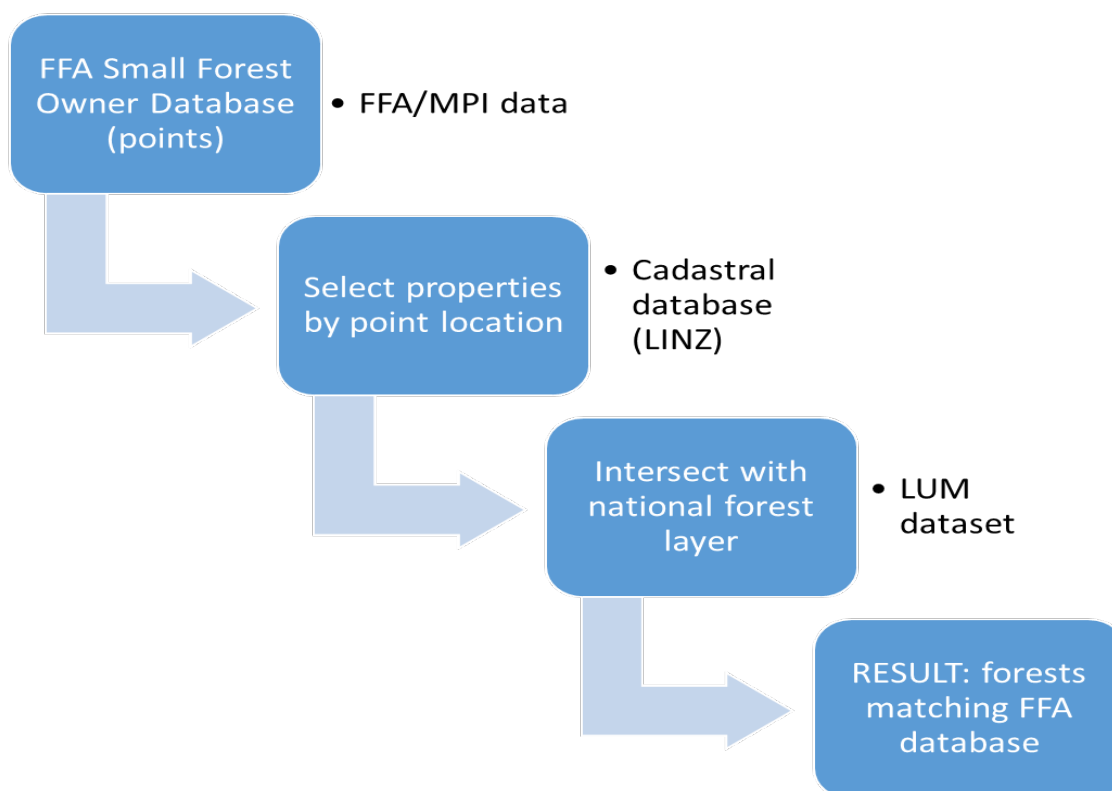 FFA Small Forest
Owner Database
(points)
• FFA/MPI data
Select properties
by point location
• Cadastral
database
(LINZ)
Intersect with
national forest
layer
• LUM
dataset
RESULT: forests
matching FFA
database